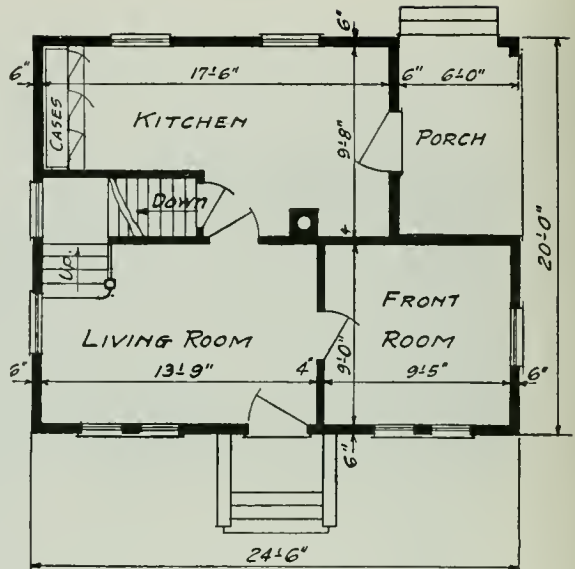 6"
6"
17'-6"
6"
6'-0"
CASES
KITCHEN
9'-8"
PORCH
DOWN
4"
20'-0"
UP.
FRONT
ROOM
LIVING ROOM
9'-0"
6"
13'-9"
4"
9'-5"
6"
6"
24'-6"